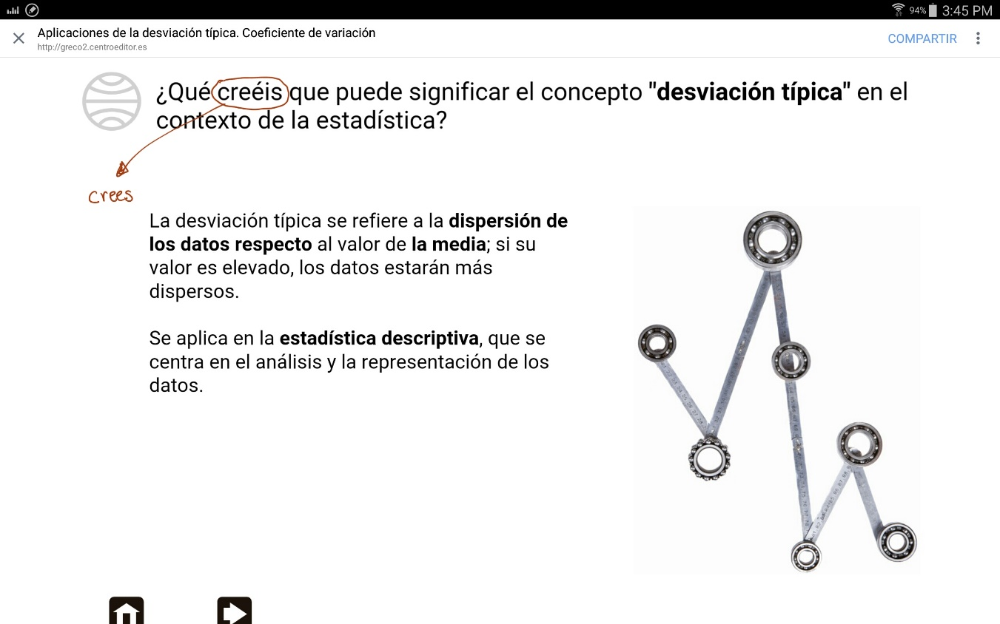 94% 3:45 PM
Aplicaciones de la desviación típica. Coeficiente de variación
http://greco2.centroeditor.es
COMPARTIR
¿Qué creéis que puede significar el concepto "desviación típica" en el
contexto de la estadística?
crees
La desviación típica se refiere a la dispersión de
los datos respecto al valor de la media; si su
valor es elevado, los datos estarán más
dispersos.
Se aplica en la estadística descriptiva, que se
centra en el análisis y la representación de los
datos.